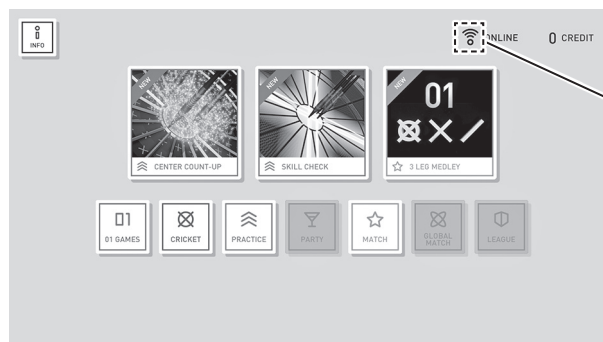 INFO
ONLINE
0 CREDIT
NEW
NEW
NEW
01
CENTER COUNT-UP
SKILL CHECK
3 LEG MEDLEY
01
01 GAMES
CRICKET
PRACTICE
PARTY
MATCH
GLOBAL
MATCH
LEAGUE